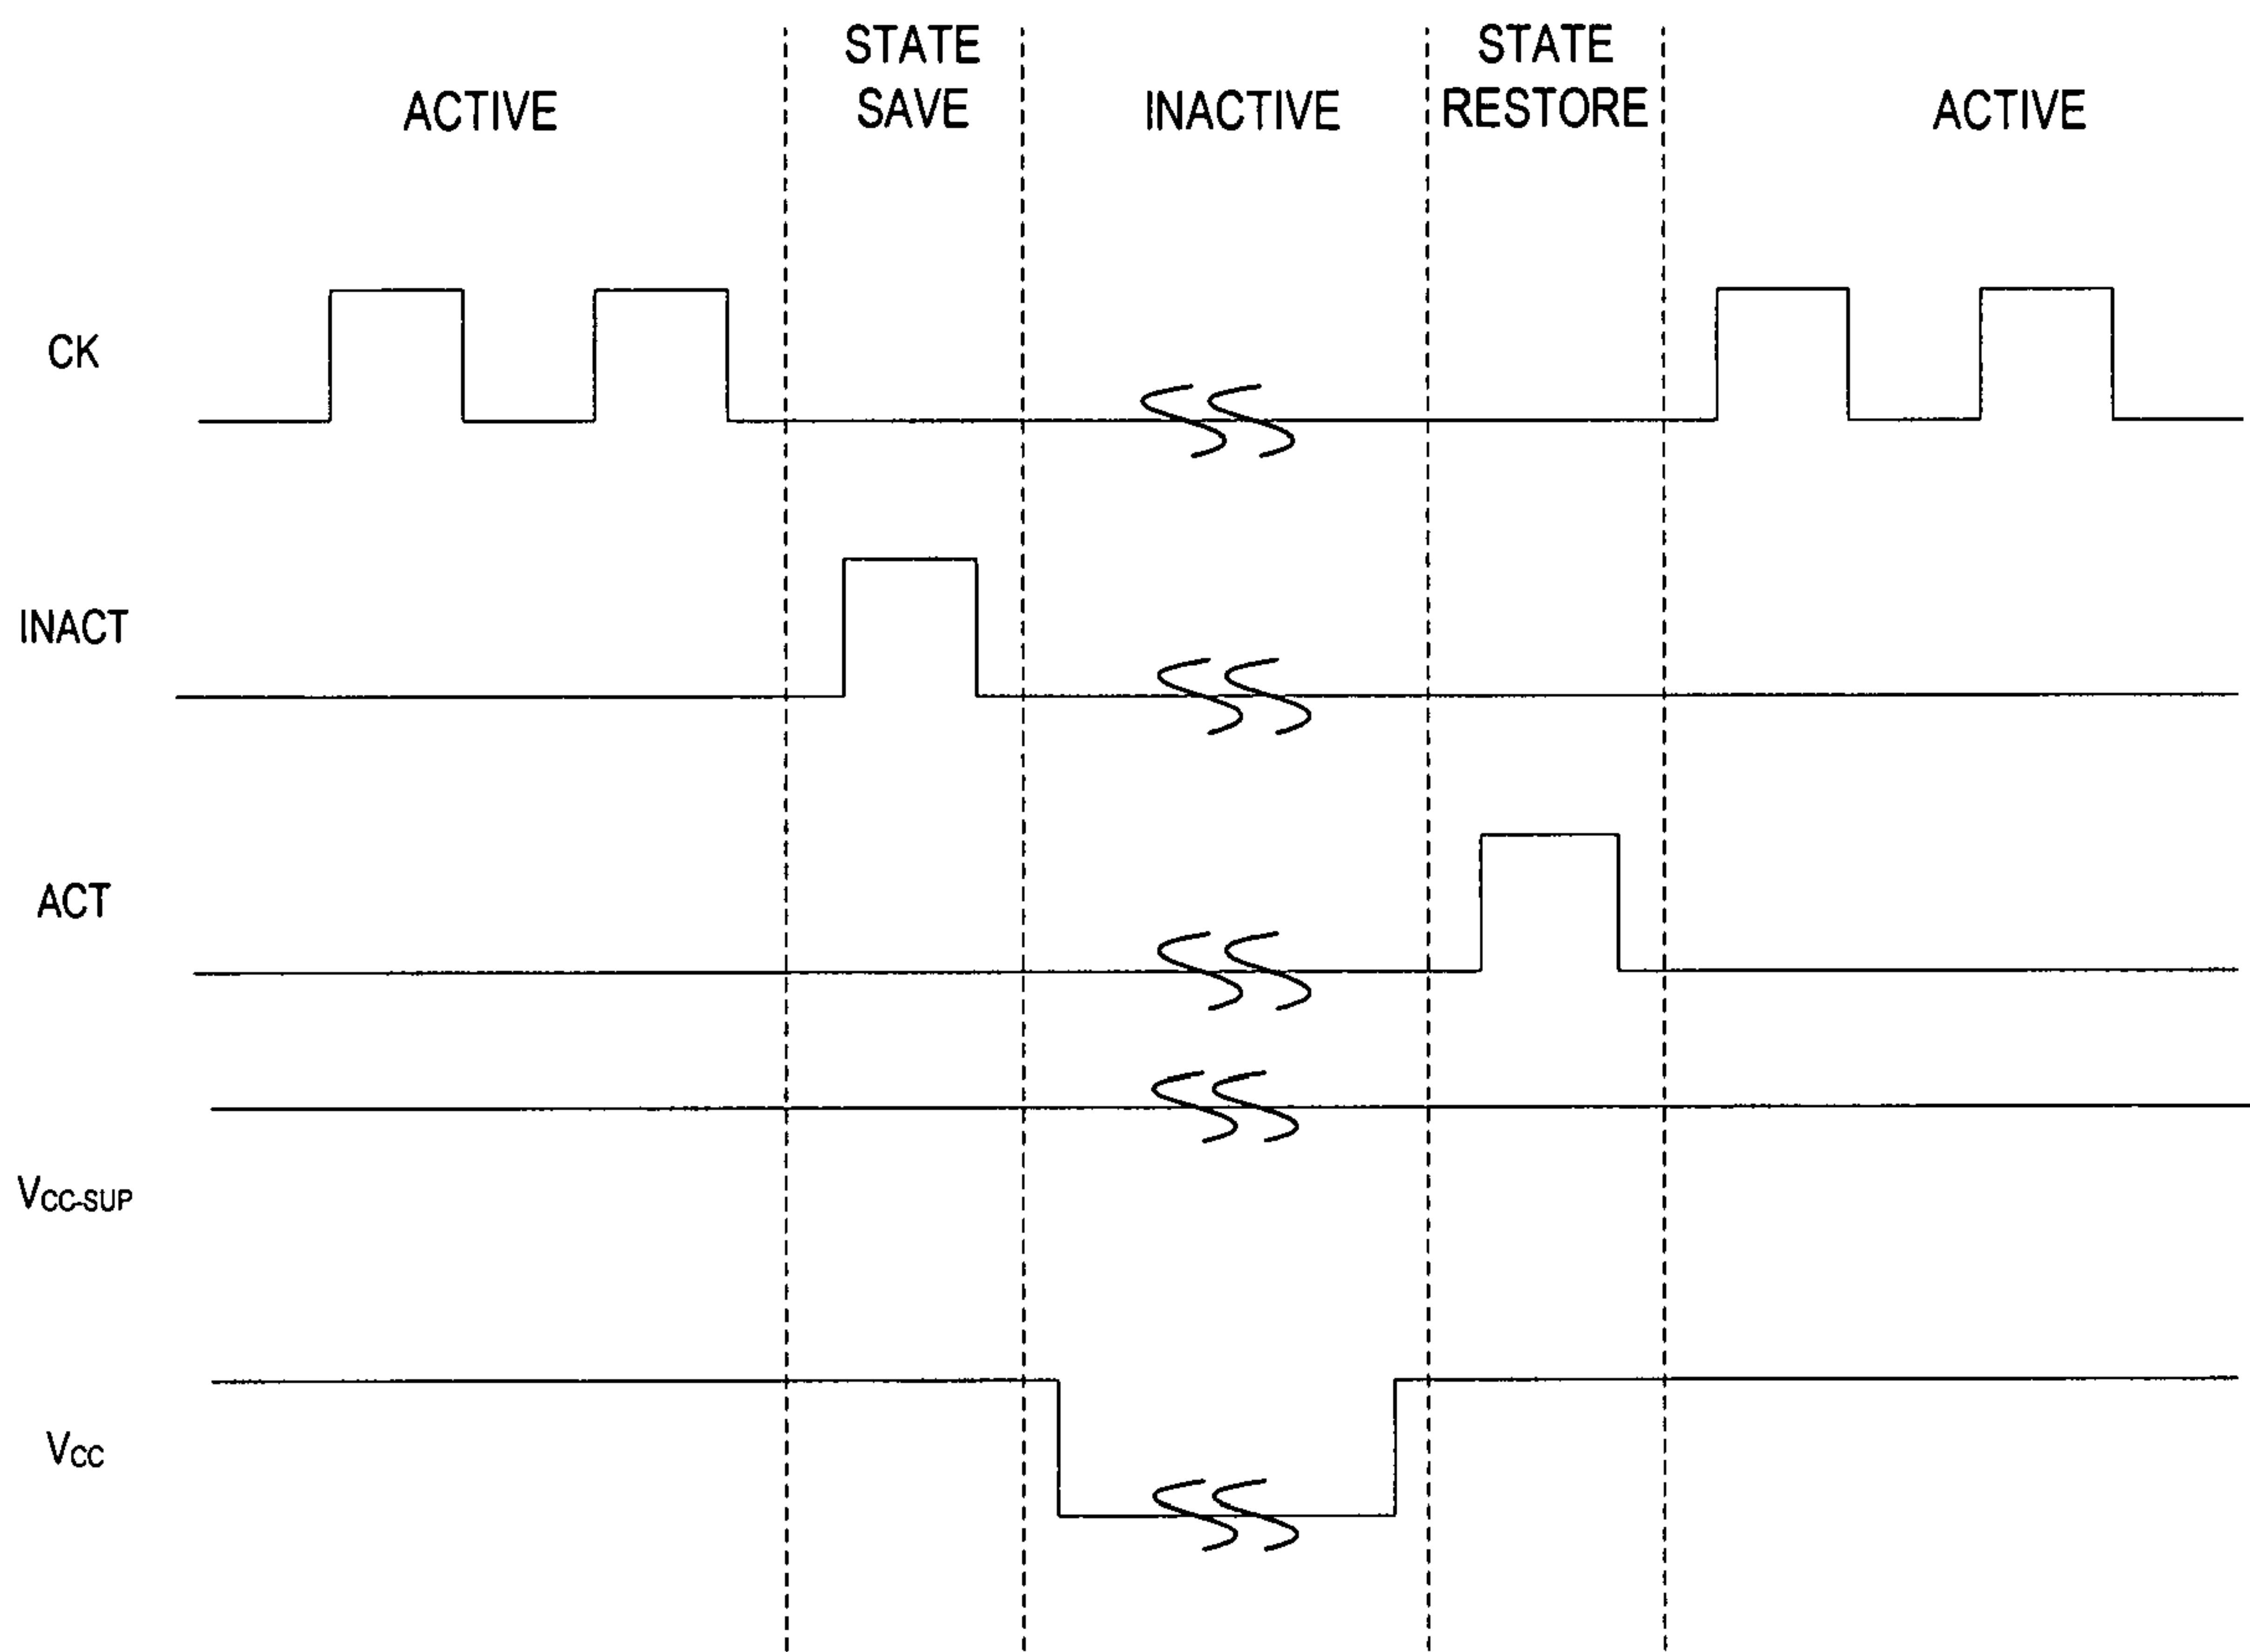 ACTIVE
STATE
SAVE
INACTIVE
STATE
RESTORE
ACTIVE
CK
INACT
ACT
VCC-SUP
VCC